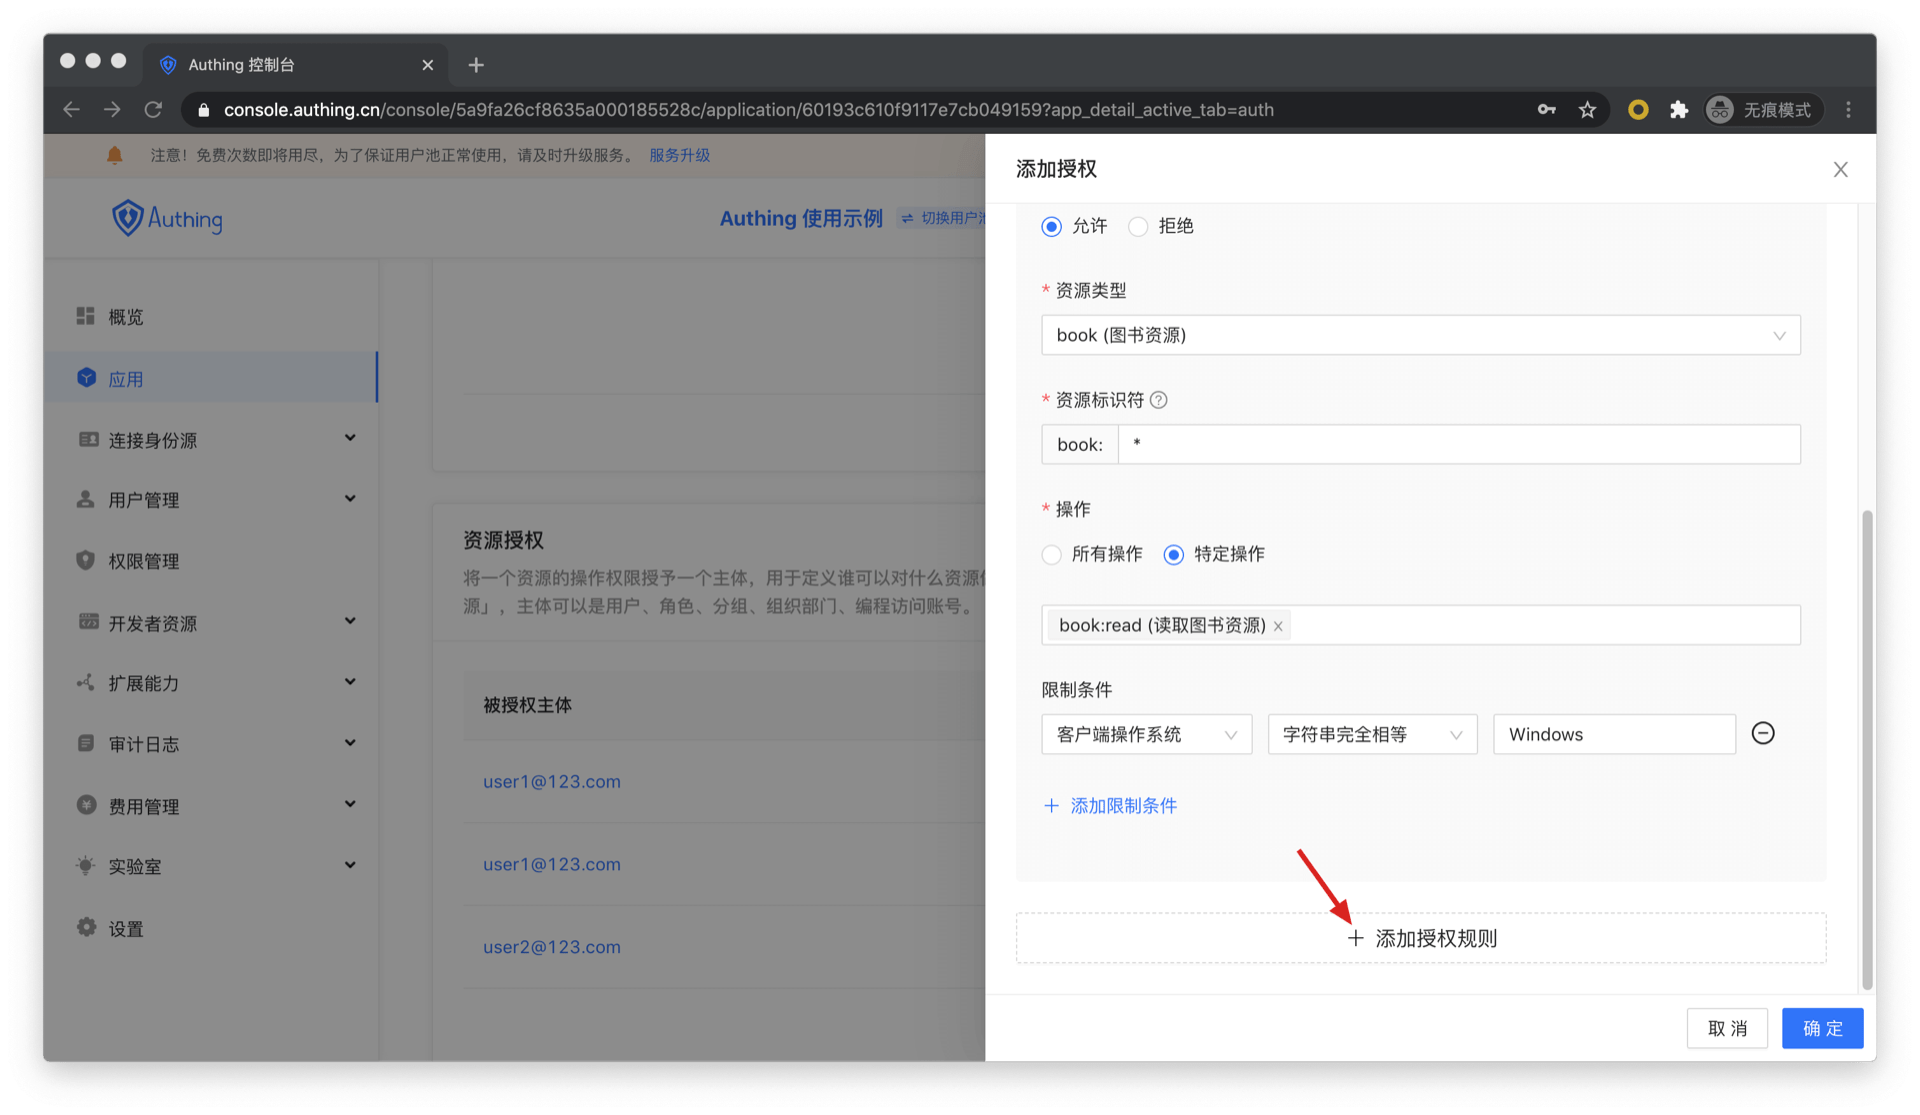 Authing 控制台
console.authing.cn/console/5a9fa26cf8635a000185528c/application/60193c610f9117e7cb049159?app_detail_active_tab=auth
无痕模式
注意！免费次数即将用尽，为了保证用户池正常使用，请及时升级服务。 服务升级
Authing
Authing 使用示例
切换用户池
概览
应用
连接身份源
用户管理
权限管理
开发者资源
扩展能力
审计日志
费用管理
实验室
设置
资源授权
将一个资源的操作权限授予一个主体，用于定义谁可以对什么资源
源」，主体可以是用户、角色、分组、组织部门、编程访问账号。
被授权主体
user1@123.com
user1@123.com
user2@123.com
添加授权
允许 拒绝
* 资源类型
book (图书资源)
* 资源标识符 ?
book: *
* 操作
所有操作 特定操作
book:read (读取图书资源) ×
限制条件
客户端操作系统 字符串完全相等 Windows
+ 添加限制条件
+ 添加授权规则
取 消 确 定